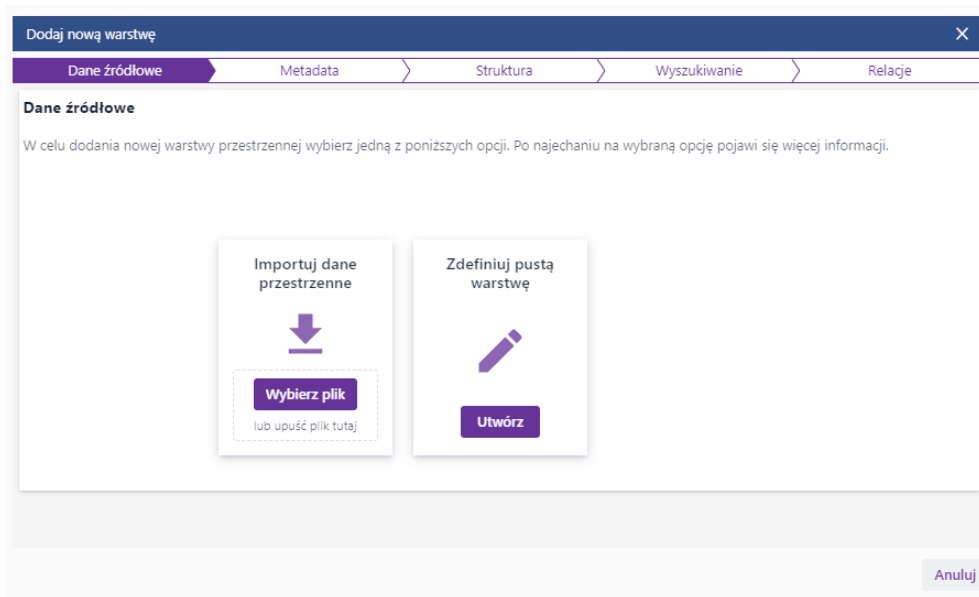 Dodaj nową warstwę
Dane źródłowe
Metadata
Struktura
Wyszukiwanie
Relacje
Dane źródłowe
W celu dodania nowej warstwy przestrzennej wybierz jedną z poniższych opcji. Po najechaniu na wybraną opcję pojawi się więcej informacji.
Importuj dane
przestrzenne
Wybierz plik
lub upuść plik tutaj
Zdefiniuj pustą
warstwę
Utwórz
Anuluj